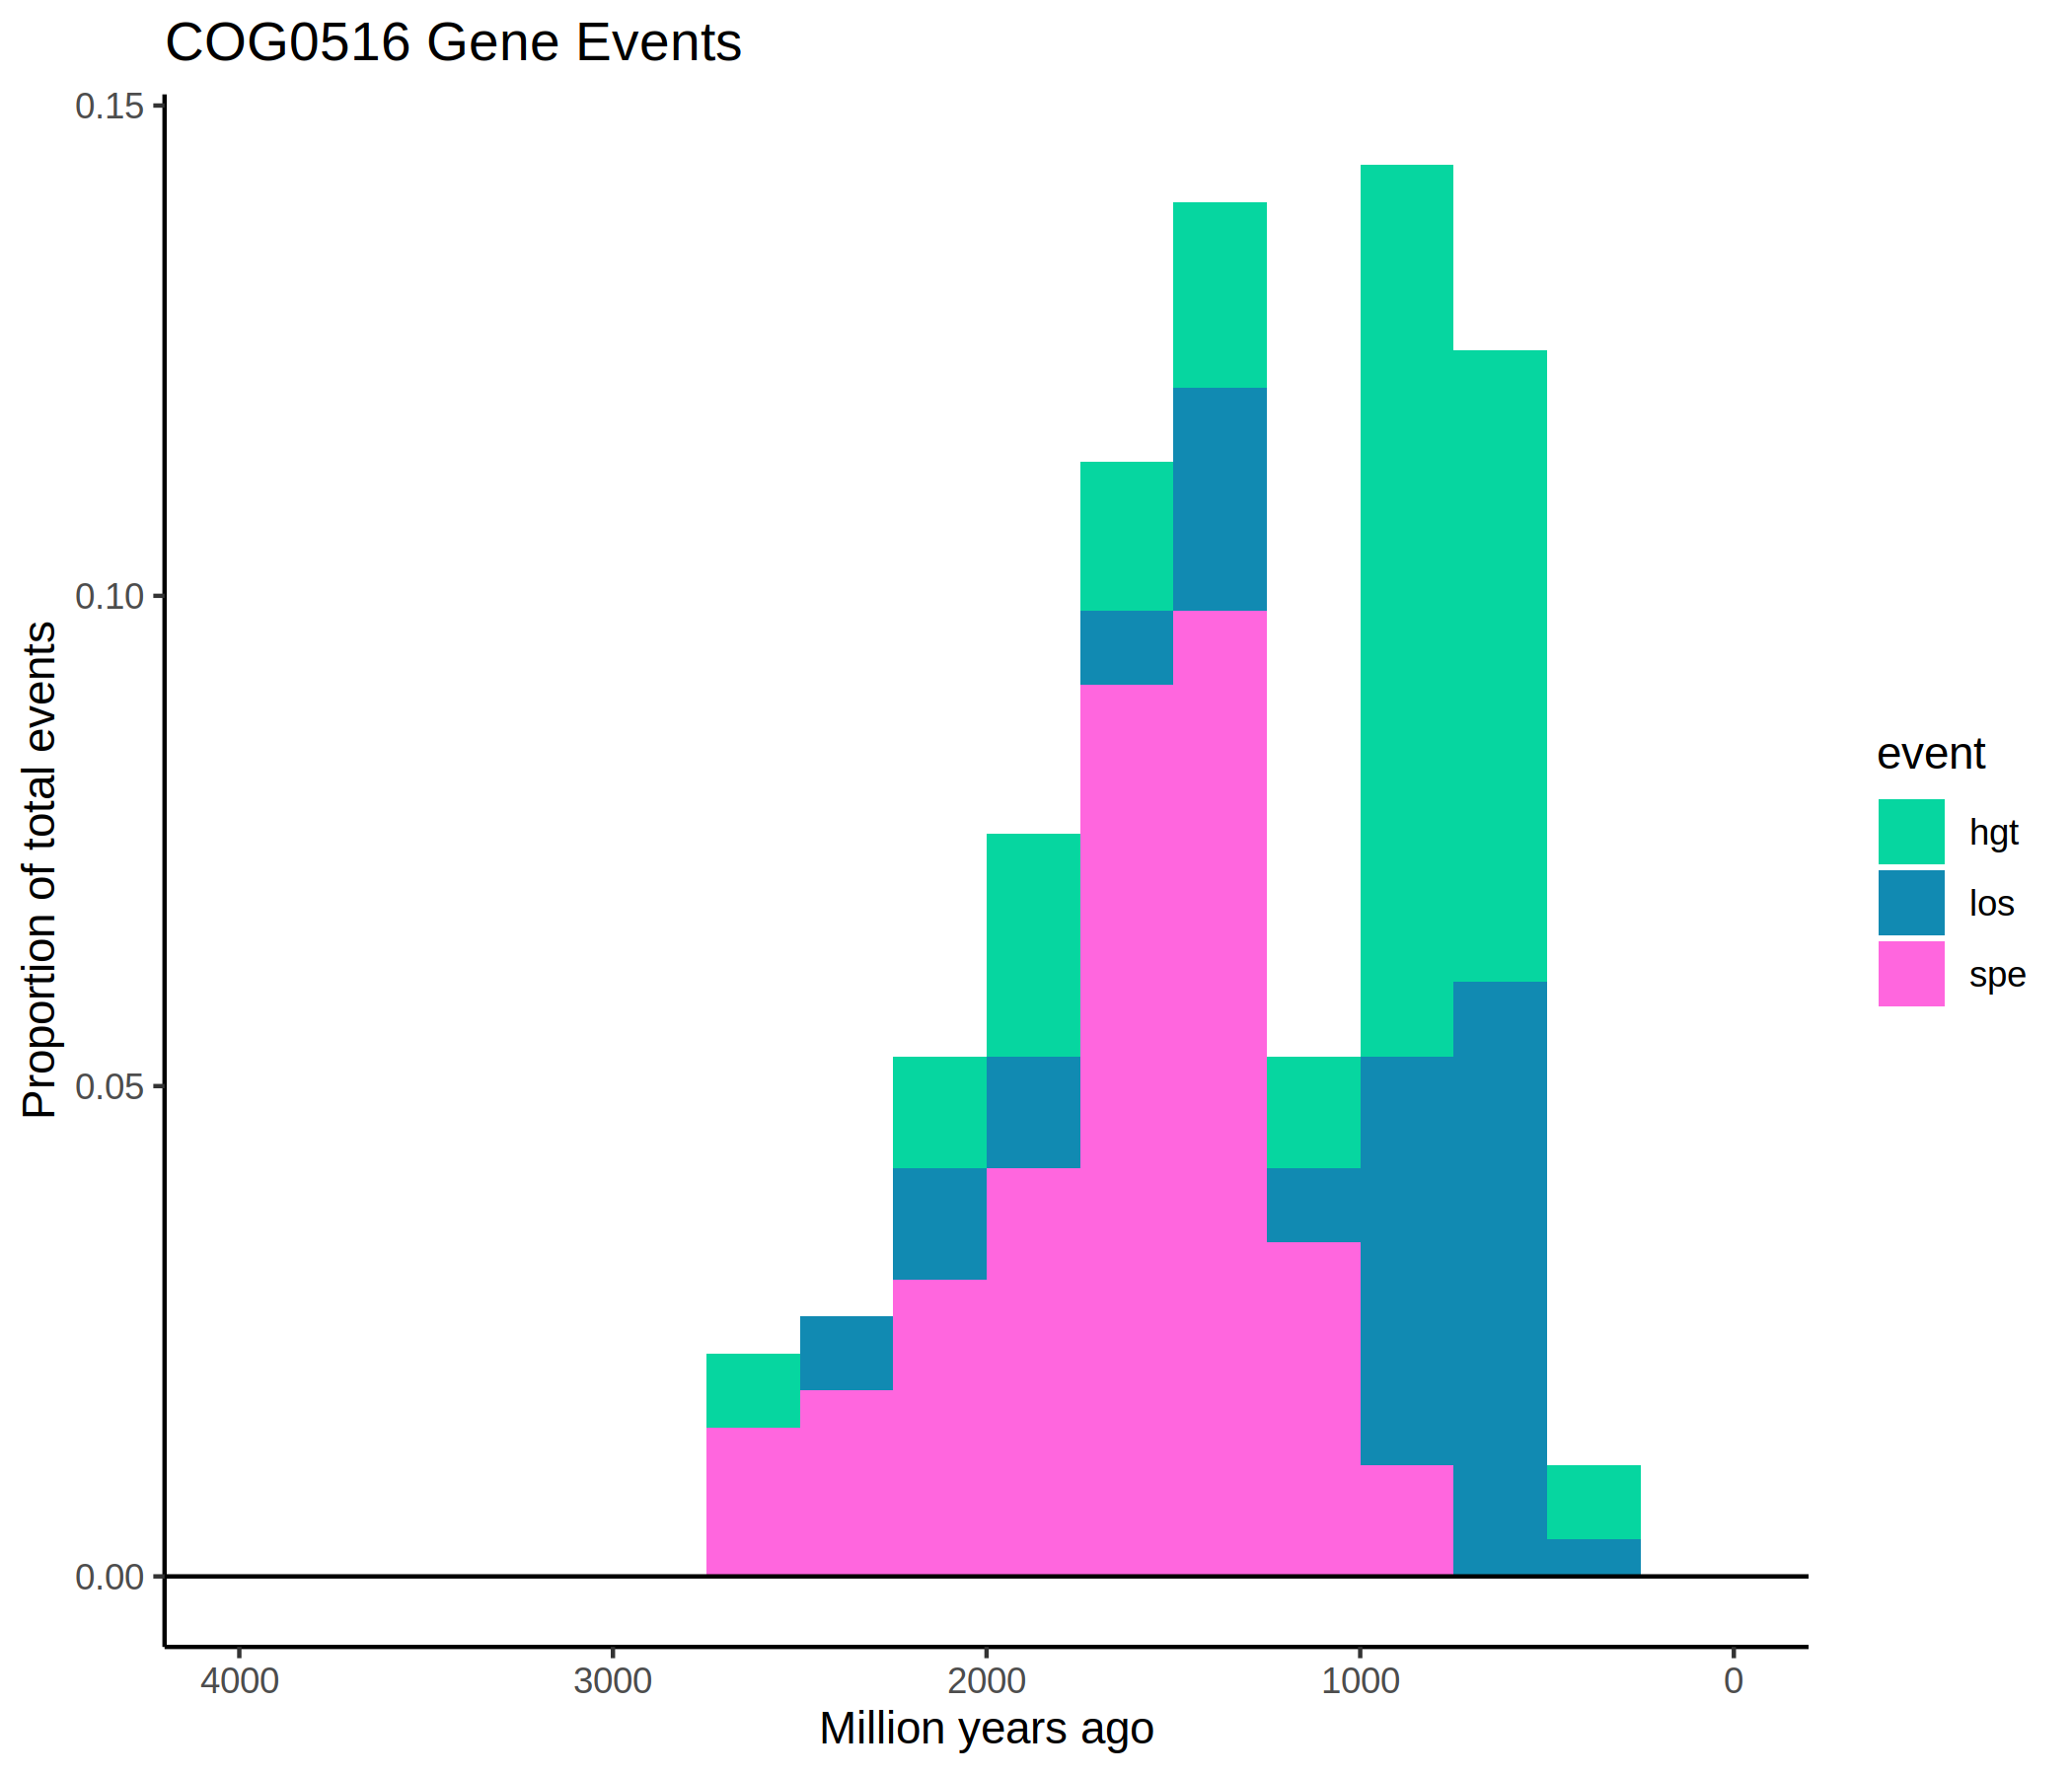 COG0516 Gene Events
0.15
0.10
0.05
0.00
Proportion of total events
4000 3000 2000 1000 0
Million years ago
event
hgt
los
spe